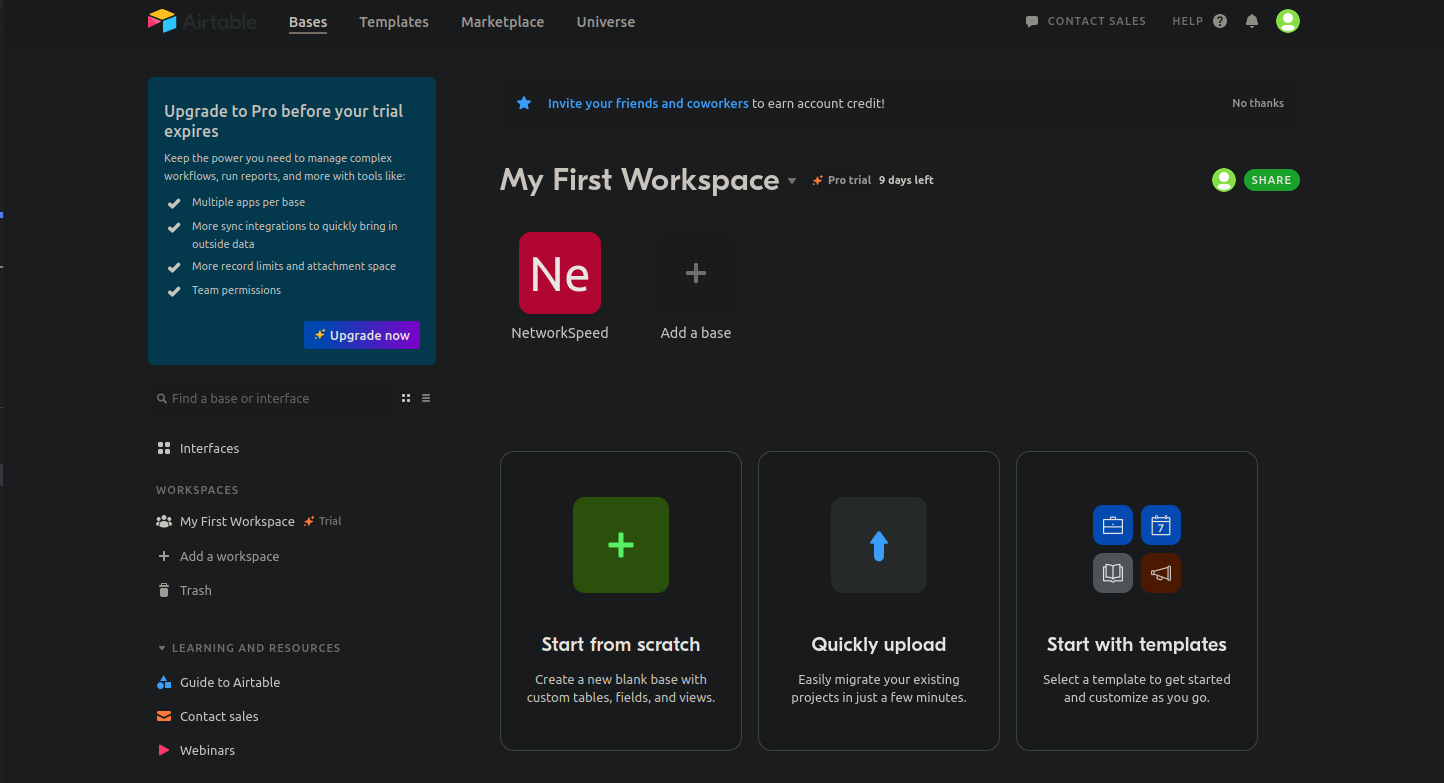 Airtable
Bases
Templates
Marketplace
Universe
CONTACT SALES
HELP
?
Upgrade to Pro before your trial
expires
Keep the power you need to manage complex
workflows, run reports, and more with tools like:
Multiple apps per base
More sync integrations to quickly bring in
outside data
More record limits and attachment space
Team permissions
Upgrade now
Find a base or interface
Interfaces
WORKSPACES
My First Workspace Trial
Add a workspace
Trash
LEARNING AND RESOURCES
Guide to Airtable
Contact sales
Webinars
Invite your friends and coworkers to earn account credit!
No thanks
My First Workspace
Pro trial 9 days left
SHARE
Ne
NetworkSpeed
Add a base
Start from scratch
Create a new blank base with
custom tables, fields, and views.
Quickly upload
Easily migrate your existing
projects in just a few minutes.
7
Start with templates
Select a template to get started
and customize as you go.